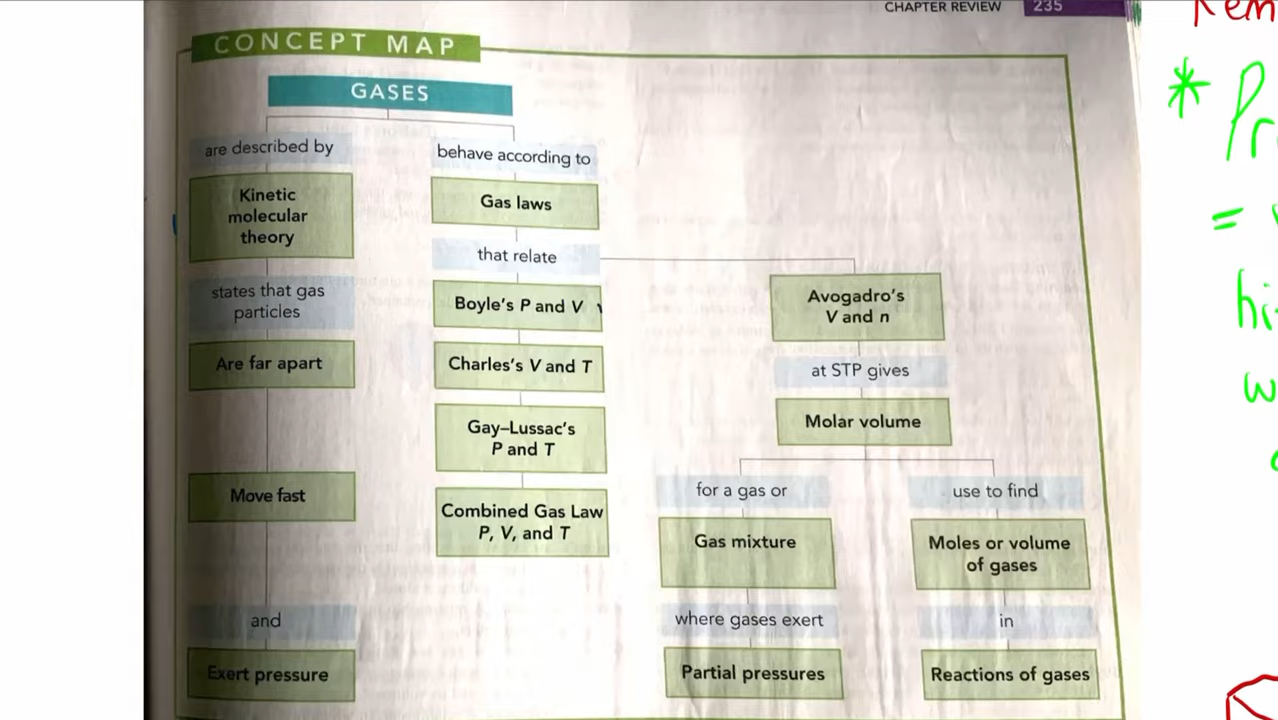 CHAPTER REVIEW 235
CONCEPT MAP
GASES
are described by
Kinetic
molecular
theory
states that gas
particles
Are far apart
Move fast
and
Exert pressure
behave according to
Gas laws
that relate
Boyle's P and V
Charles's V and T
Gay–Lussac's
P and T
Combined Gas Law
P, V, and T
Avogadro's
V and n
at STP gives
Molar volume
for a gas or
Gas mixture
where gases exert
Partial pressures
use to find
Moles or volume
of gases
in
Reactions of gases